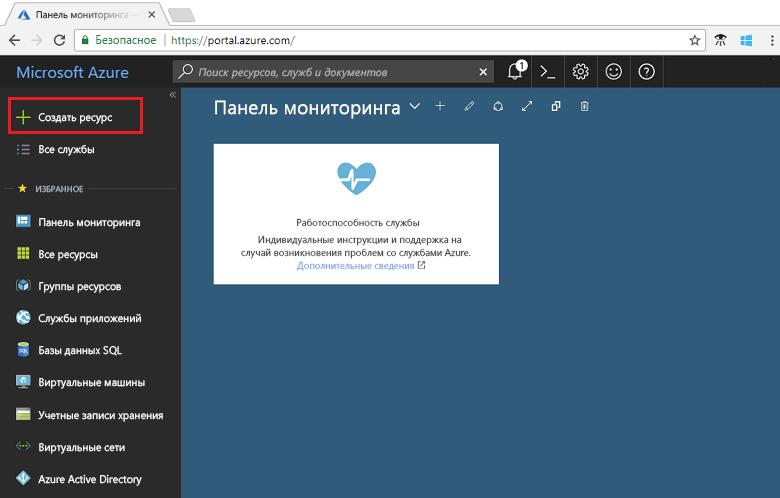 Панель мониторинга —
Безопасное
https://portal.azure.com/
Microsoft Azure
Поиск ресурсов, служб и документов
1
Создать ресурс
Все службы
ИЗБРАННОЕ
Панель мониторинга
Все ресурсы
Группы ресурсов
Службы приложений
Базы данных SQL
Виртуальные машины
Учетные записи хранения
Виртуальные сети
Azure Active Directory
Панель мониторинга
Работоспособность службы
Индивидуальные инструкции и поддержка на
случай возникновения проблем со службами Azure.
Дополнительные сведения